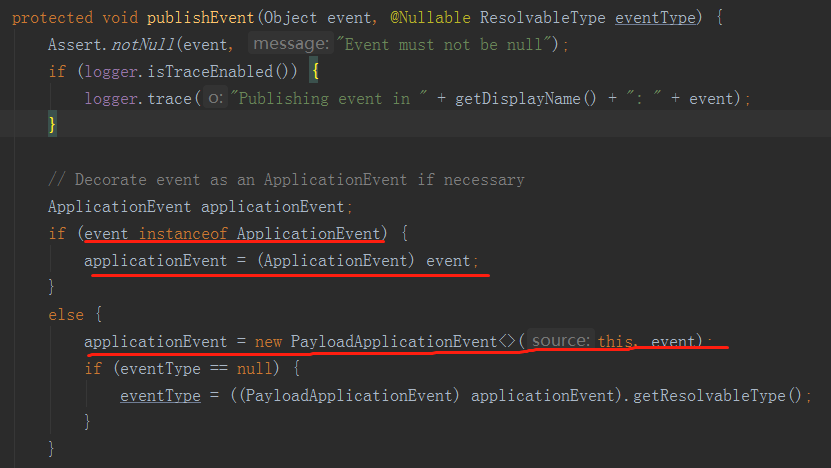 protected void publishEvent(Object event, @Nullable ResolvableType eventType) {
Assert.notNull(event, message: "Event must not be null");
if (logger.isTraceEnabled()) {
logger.trace(o: "Publishing event in " + getDisplayName() + ": " + event);
}
// Decorate event as an ApplicationEvent if necessary
ApplicationEvent applicationEvent;
if (event instanceof ApplicationEvent) {
applicationEvent = (ApplicationEvent) event;
}
else {
applicationEvent = new PayloadApplicationEvent<>(source: this, event);
if (eventType == null) {
eventType = ((PayloadApplicationEvent) applicationEvent).getResolvableType();
}
}